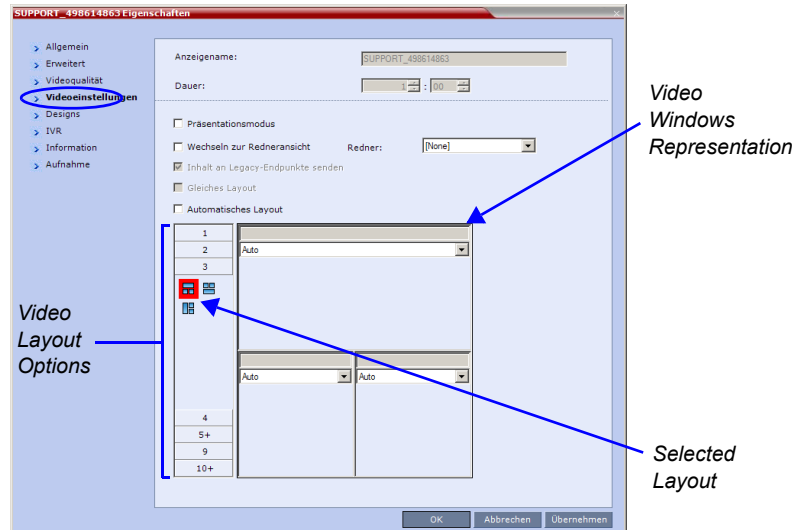 SUPPORT_498614863 Eigenschaften
Allgemein
Erweitert
Videoqualität
Videoeinstellungen
Designs
IVR
Information
Aufnahme
Anzeigename:
SUPPORT_498614863
Dauer:
1 : 00
Präsentationsmodus
Wechseln zur Redneransicht Redner: [None]
Inhalt an Legacy-Endpunkte senden
Gleiches Layout
Automatisches Layout
1
2
3
4
5+
9
10+
Auto
Auto
Auto
OK Abbrechen Übernehmen
Video
Layout
Options
Video
Windows
Representation
Selected
Layout